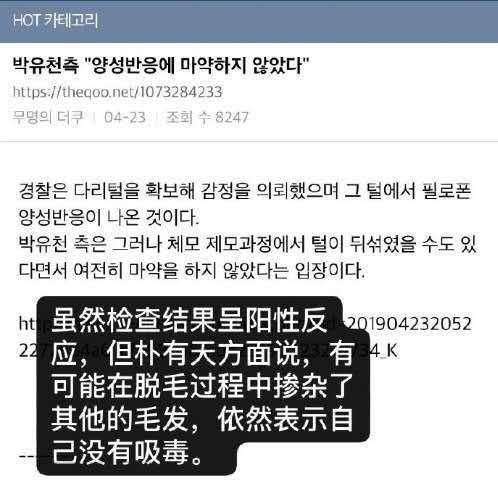 HOT 카테고리
박유천측 "양성반응에 마약하지 않았다"
https://theqoo.net/1073284233
무명의 더쿠 | 04-23 | 조회 수 8247
경찰은 다리털을 확보해 감정을 의뢰했으며 그 털에서 필로폰
양성반응이 나온 것이다.
박유천 측은 그러나 체모 제모과정에서 털이 뒤섞였을 수도 있
다면서 여전히 마약을 하지 않았다는 입장이다.
=201904232052
虽然检查结果呈阳性反
应，但朴有天方面说，有
可能在脱毛过程中掺杂了
其他的毛发，依然表示自
己没有吸毒。